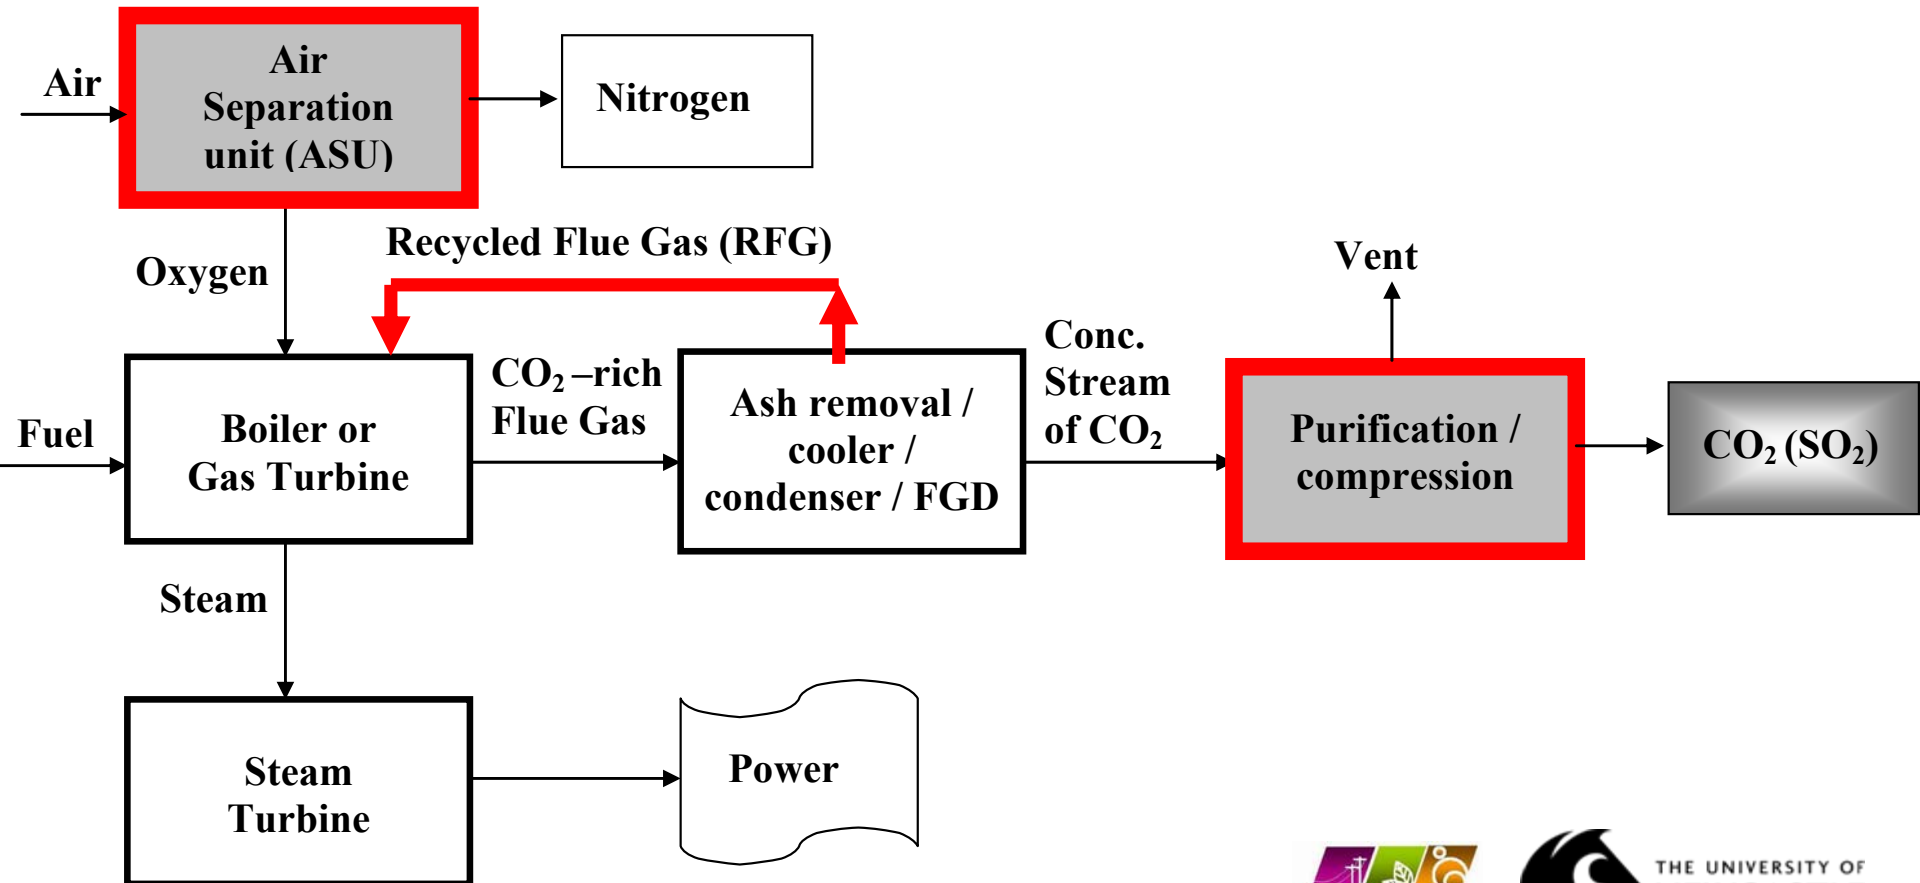 Air
Air
Separation
unit (ASU)
Nitrogen
Oxygen
Recycled Flue Gas (RFG)
Vent
Fuel
Boiler or
Gas Turbine
CO₂ –rich
Flue Gas
Ash removal /
cooler /
condenser / FGD
Conc.
Stream
of CO₂
Purification /
compression
CO₂ (SO₂)
Steam
Steam
Turbine
Power
THE UNIVERSITY OF